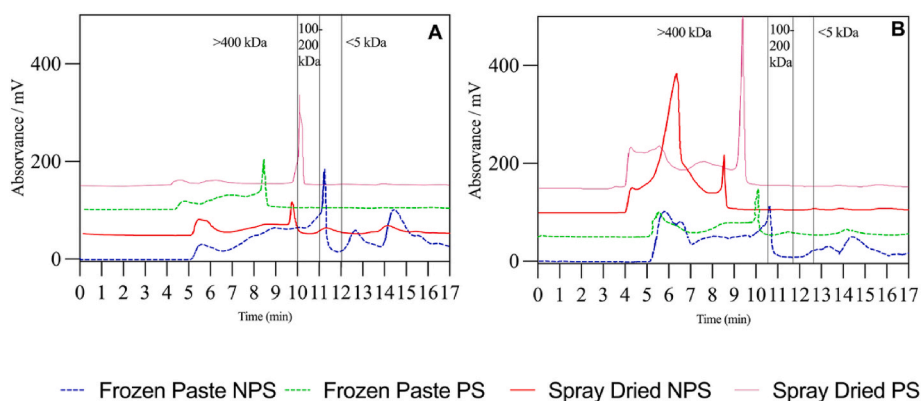 A
>400 kDa
100-
200
kDa
<5 kDa
400
200
0
Absorvance / mV
0 1 2 3 4 5 6 7 8 9 10 11 12 13 14 15 16 17
Time (min)
B
>400 kDa
100-
200
kDa
<5 kDa
400
200
0
Absorvance / mV
0 1 2 3 4 5 6 7 8 9 10 11 12 13 14 15 16 17
Time (min)
Frozen Paste NPS Frozen Paste PS Spray Dried NPS Spray Dried PS